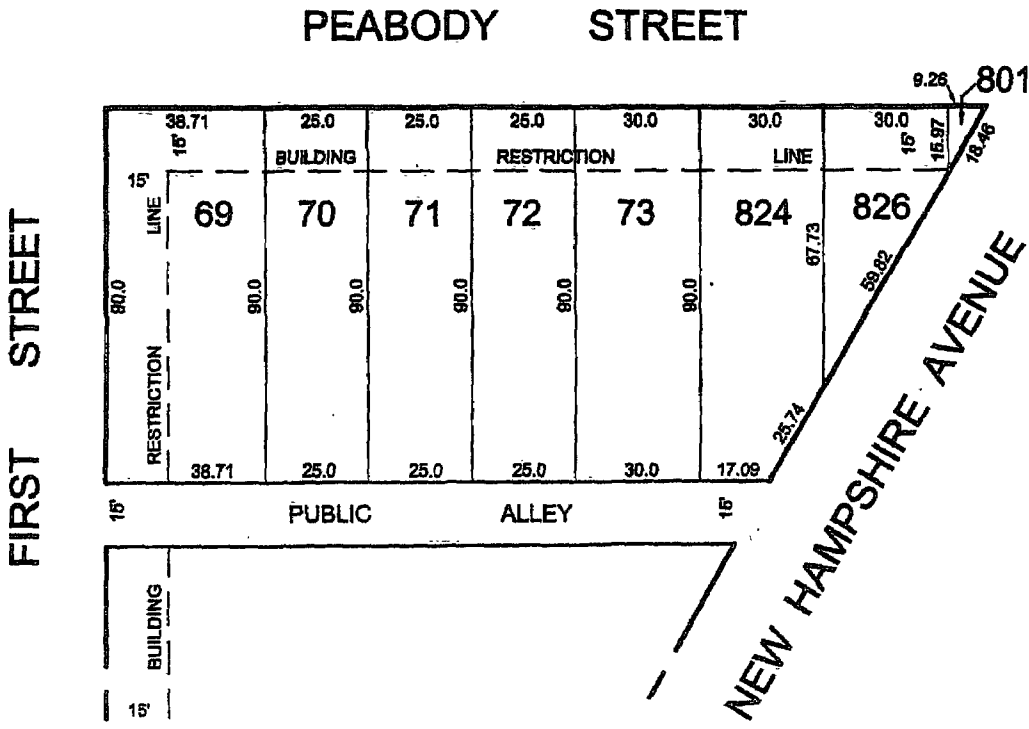 PEABODY STREET
9.26 801
38.71 25.0 25.0 25.0 30.0 30.0 30.0
15' 15' 15.97 18.46
BUILDING RESTRICTION LINE
15'
LINE 69 70 71 72 73 824 826
67.73 59.82
90.0 90.0 90.0 90.0 90.0 90.0
RESTRICTION
25.74
38.71 25.0 25.0 25.0 30.0 17.09
15' PUBLIC ALLEY 15'
BUILDING
15'
FIRST STREET
NEW HAMPSHIRE AVENUE